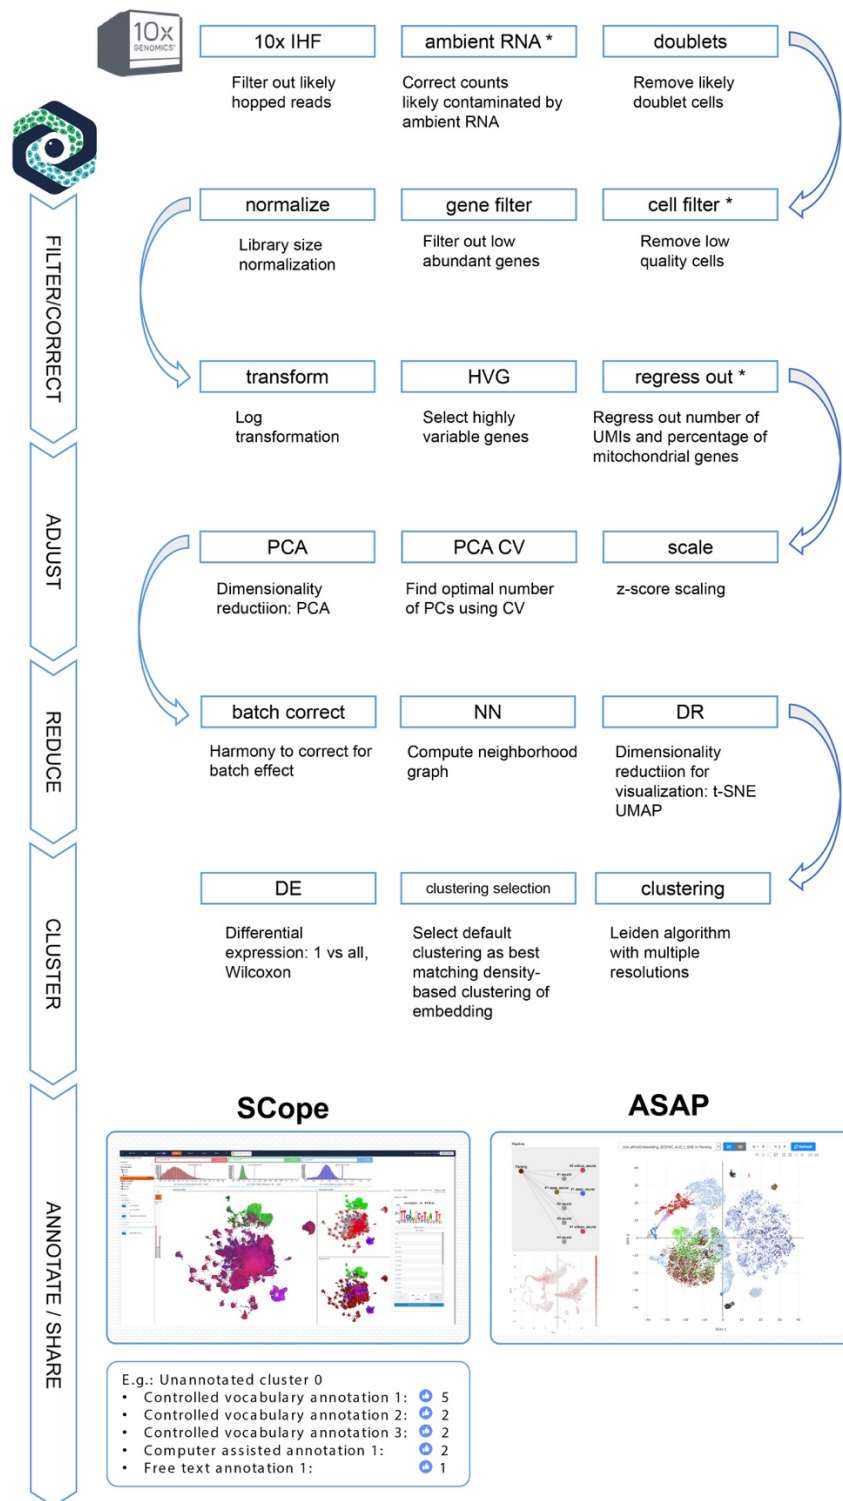 10x
GENOMICS
10x IHF
ambient RNA *
doublets
Filter out likely
hopped reads
Correct counts
likely contaminated by
ambient RNA
Remove likely
doublet cells
FILTER/CORRECT
normalize
gene filter
cell filter *
Library size
normalization
Filter out low
abundant genes
Remove low
quality cells
transform
HVG
regress out *
Log
transformation
Select highly
variable genes
Regress out number of
UMIs and percentage of
mitochondrial genes
ADJUST
PCA
PCA CV
scale
Dimensionality
reductiion: PCA
Find optimal number
of PCs using CV
z-score scaling
REDUCE
batch correct
NN
DR
Harmony to correct for
batch effect
Compute neighborhood
graph
Dimensionality
reductiion for
visualization: t-SNE
UMAP
CLUSTER
DE
clustering selection
clustering
Differential
expression: 1 vs all,
Wilcoxon
Select default
clustering as best
matching density-
based clustering of
embedding
Leiden algorithm
with multiple
resolutions
ANNOTATE / SHARE
SCope
ASAP
Pipeline
Parsing
Refresh
Dim 2
Dim 1
E.g.: Unannotated cluster 0
• Controlled vocabulary annotation 1: 5
• Controlled vocabulary annotation 2: 2
• Controlled vocabulary annotation 3: 2
• Computer assisted annotation 1: 2
• Free text annotation 1: 1